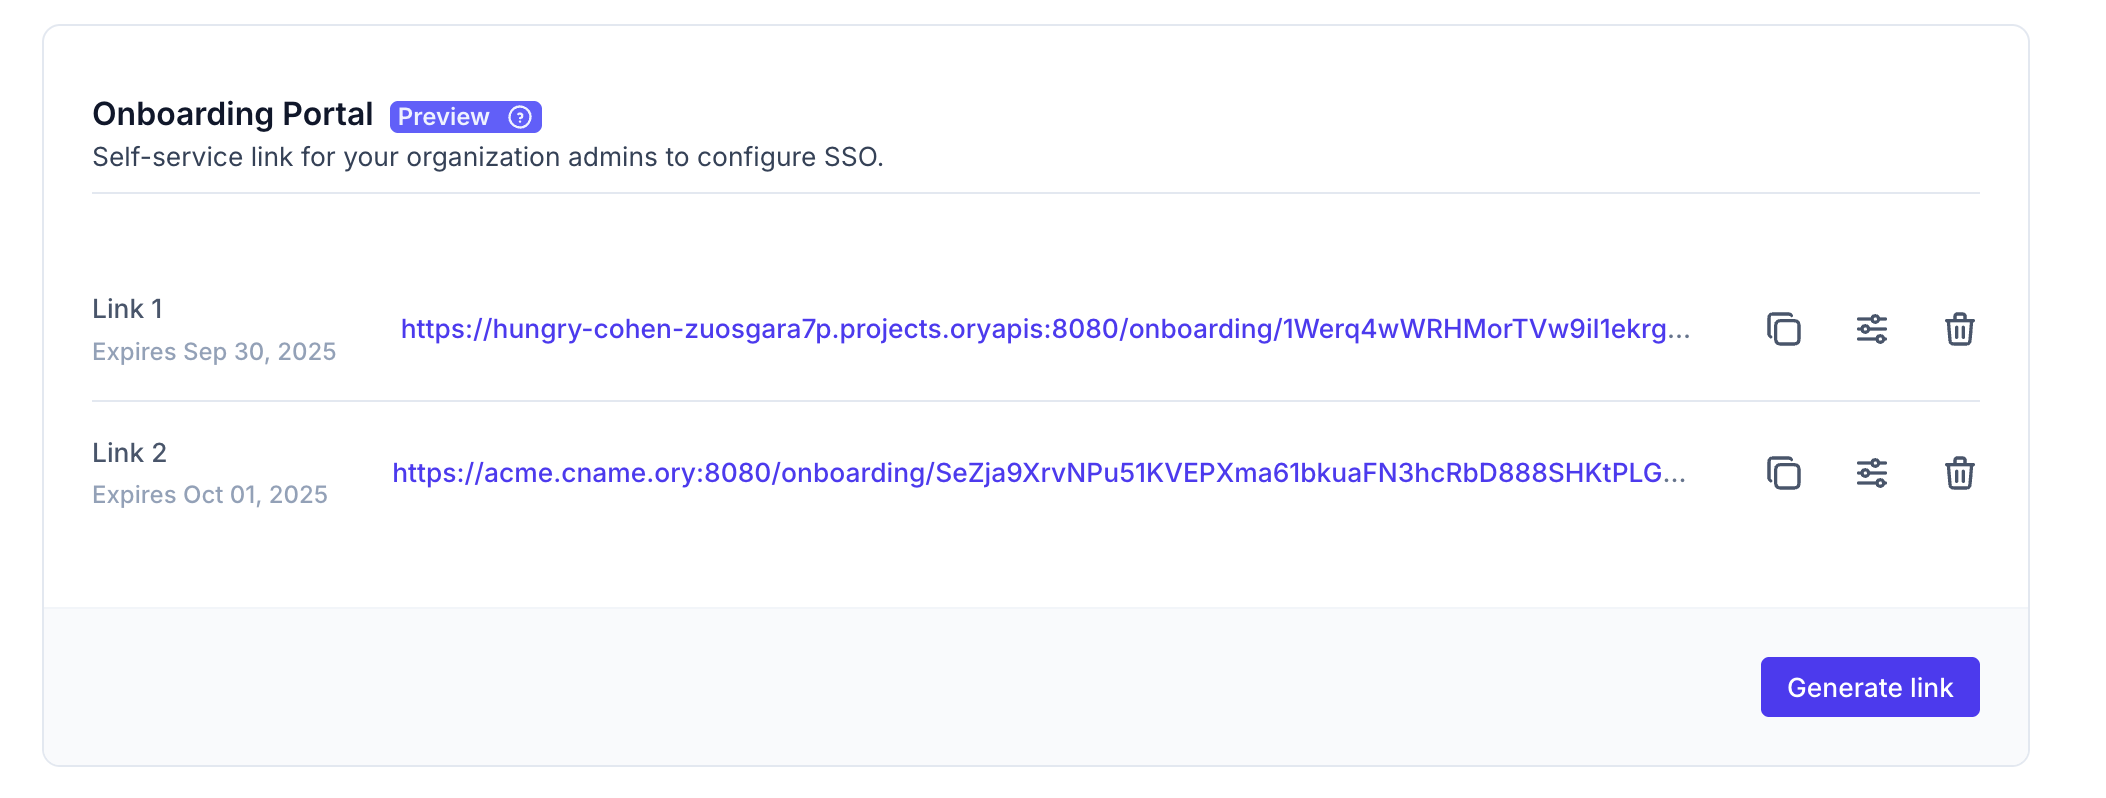 Onboarding Portal Preview
Self-service link for your organization admins to configure SSO.
Link 1
https://hungry-cohen-zuosgara7p.projects.oryapis:8080/onboarding/1Werq4wWRHMorTVw9il1ekrg...
Expires Sep 30, 2025
Link 2
https://acme.cname.ory:8080/onboarding/SeZja9XrvNPu51KVEPXma61bkuaFN3hcRbD888SHKtPLG...
Expires Oct 01, 2025
Generate link